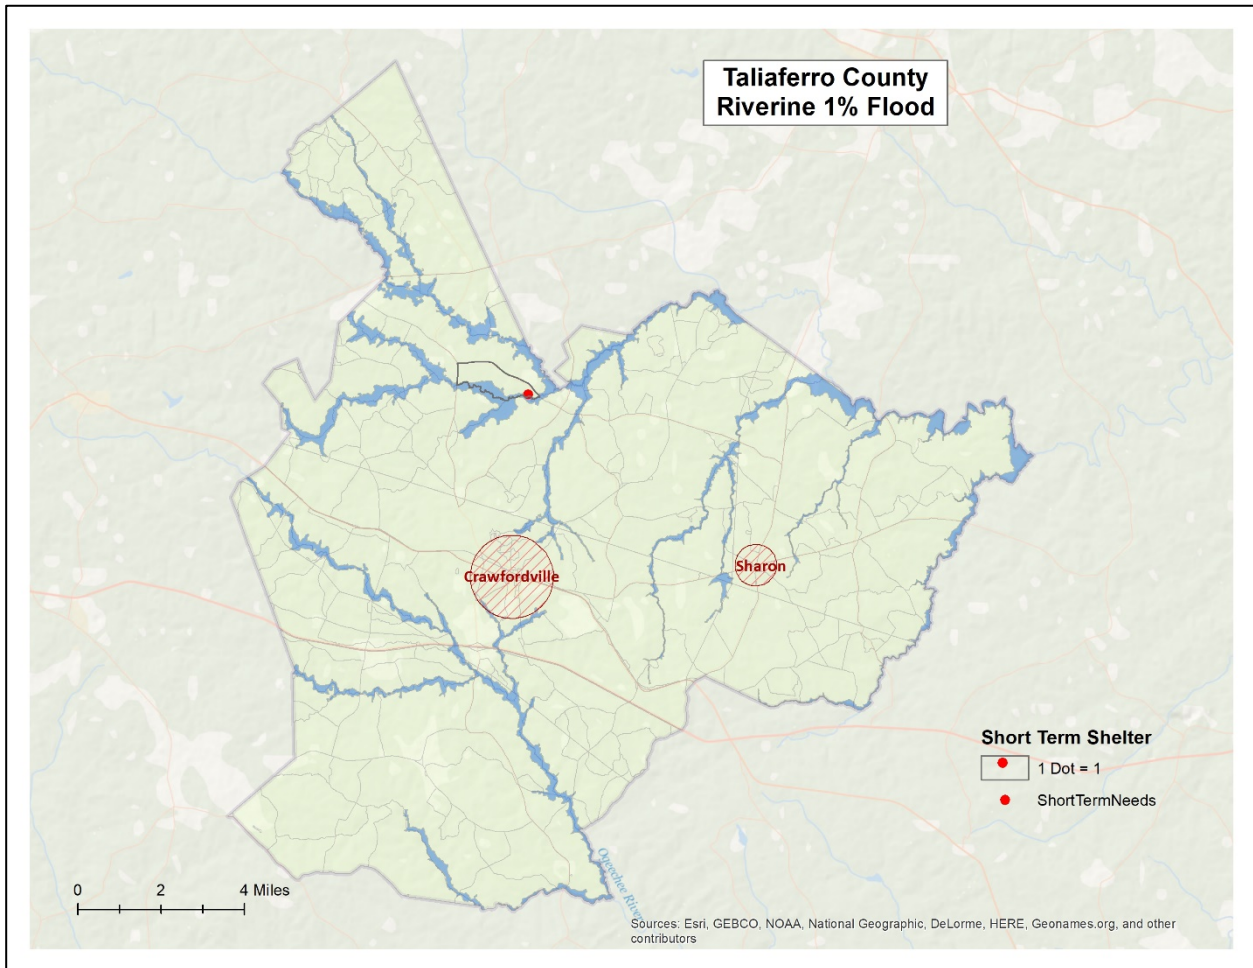 Taliaferro County
Riverine 1% Flood
Crawfordville
Sharon
Short Term Shelter
1 Dot = 1
ShortTermNeeds
0 2 4 Miles
Ogeechee River
Sources: Esri, GEBCO, NOAA, National Geographic, DeLorme, HERE, Geonames.org, and other
contributors